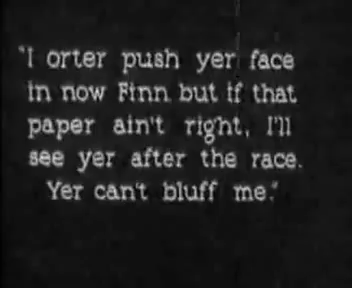 "I orter push yer face
in now Finn but if that
paper ain't right, I'll
see yer after the race.
Yer can't bluff me."